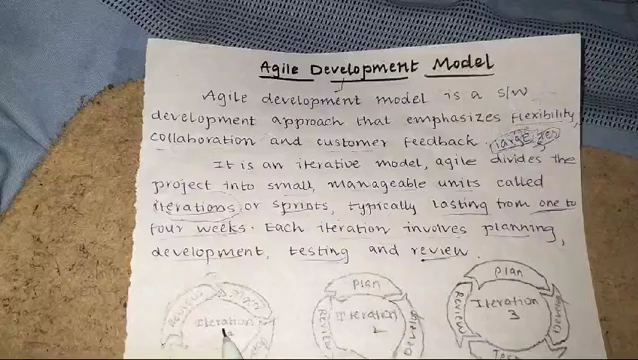 Agile Development Model
Agile development model is a s/w
development approach that emphasizes flexibility,
collaboration and customer feedback.
It is an iterative model, agile divides the
project into small, manageable units called
iterations or sprints, typically lasting from one to
four weeks. Each iteration involves planning,
development, testing and review.
Plan
Plan
Iteration
Iteration
Iteration 3
Review
Review
Review
Develop